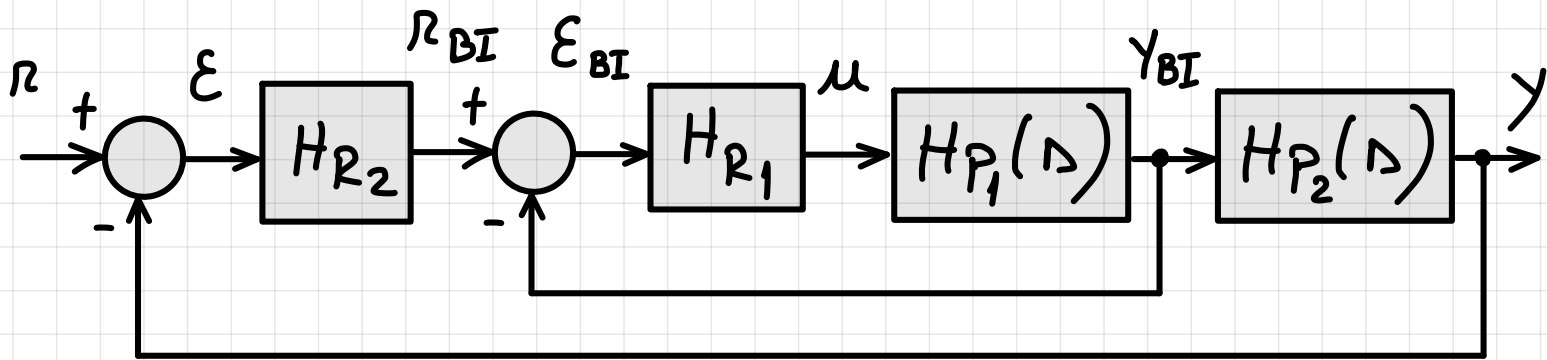 r + - ε H_R2 r_BI + - ε_BI H_R1 u H_P1(s) y_BI H_P2(s) y